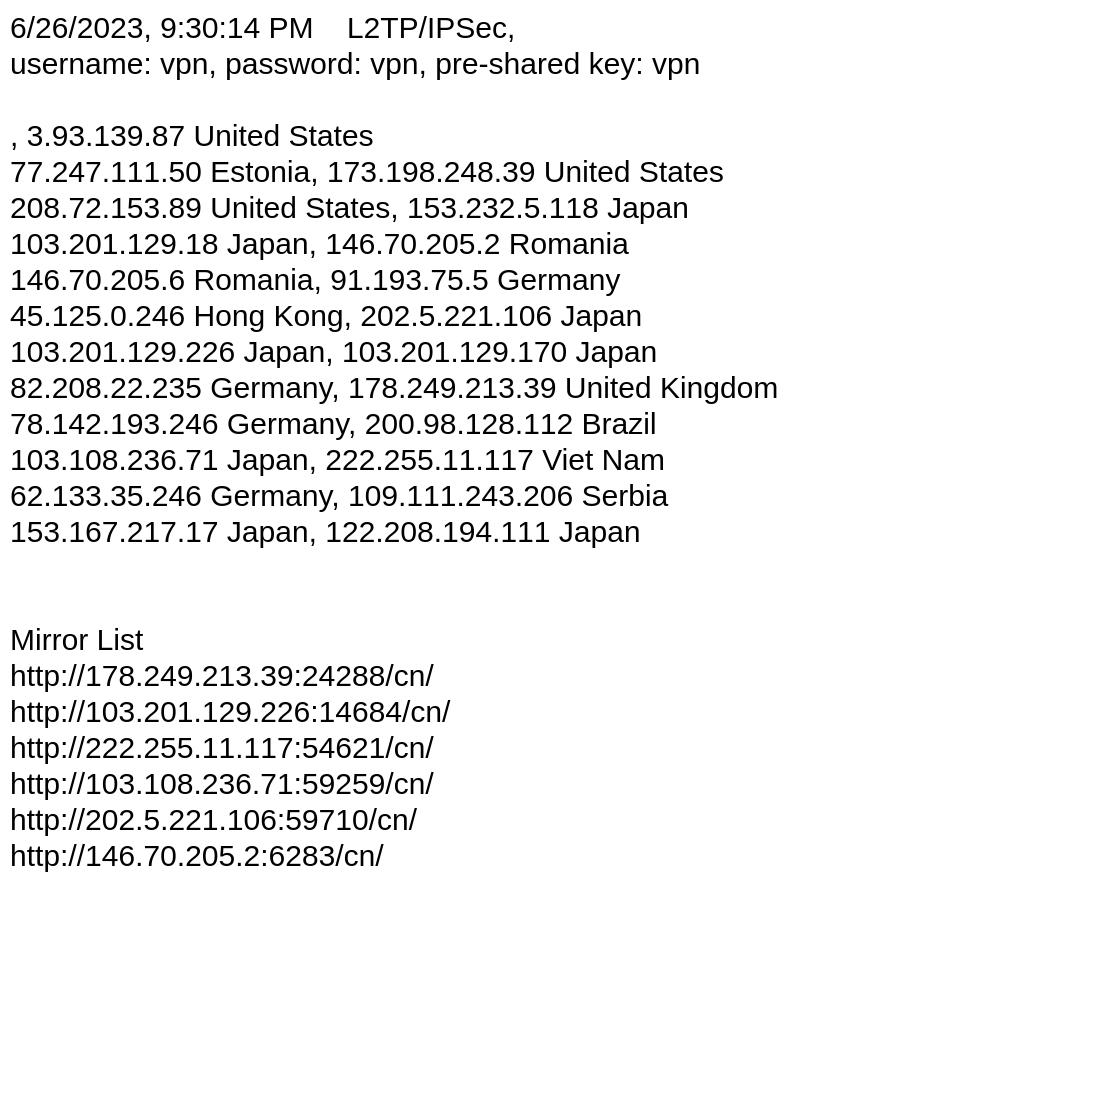 6/26/2023, 9:30:14 PM    L2TP/IPSec,
username: vpn, password: vpn, pre-shared key: vpn
, 3.93.139.87 United States
77.247.111.50 Estonia, 173.198.248.39 United States
208.72.153.89 United States, 153.232.5.118 Japan
103.201.129.18 Japan, 146.70.205.2 Romania
146.70.205.6 Romania, 91.193.75.5 Germany
45.125.0.246 Hong Kong, 202.5.221.106 Japan
103.201.129.226 Japan, 103.201.129.170 Japan
82.208.22.235 Germany, 178.249.213.39 United Kingdom
78.142.193.246 Germany, 200.98.128.112 Brazil
103.108.236.71 Japan, 222.255.11.117 Viet Nam
62.133.35.246 Germany, 109.111.243.206 Serbia
153.167.217.17 Japan, 122.208.194.111 Japan
Mirror List
http://178.249.213.39:24288/cn/
http://103.201.129.226:14684/cn/
http://222.255.11.117:54621/cn/
http://103.108.236.71:59259/cn/
http://202.5.221.106:59710/cn/
http://146.70.205.2:6283/cn/